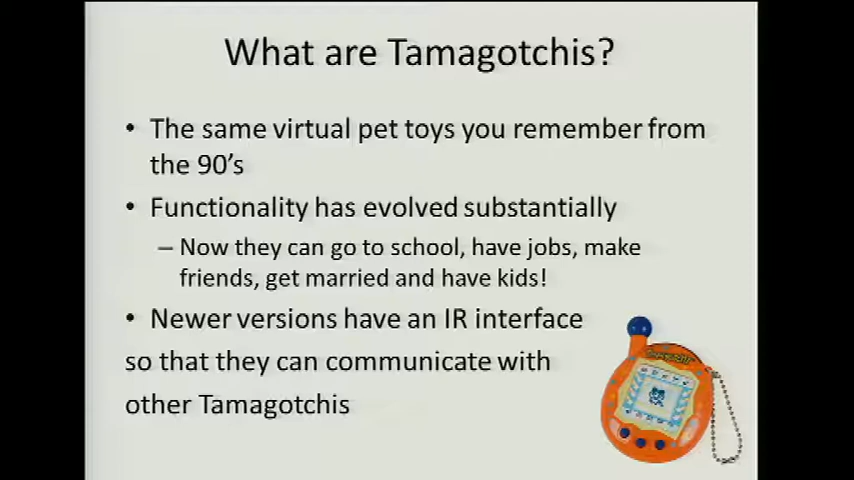 What are Tamagotchis?
• The same virtual pet toys you remember from
the 90's
• Functionality has evolved substantially
– Now they can go to school, have jobs, make
friends, get married and have kids!
• Newer versions have an IR interface
so that they can communicate with
other Tamagotchis